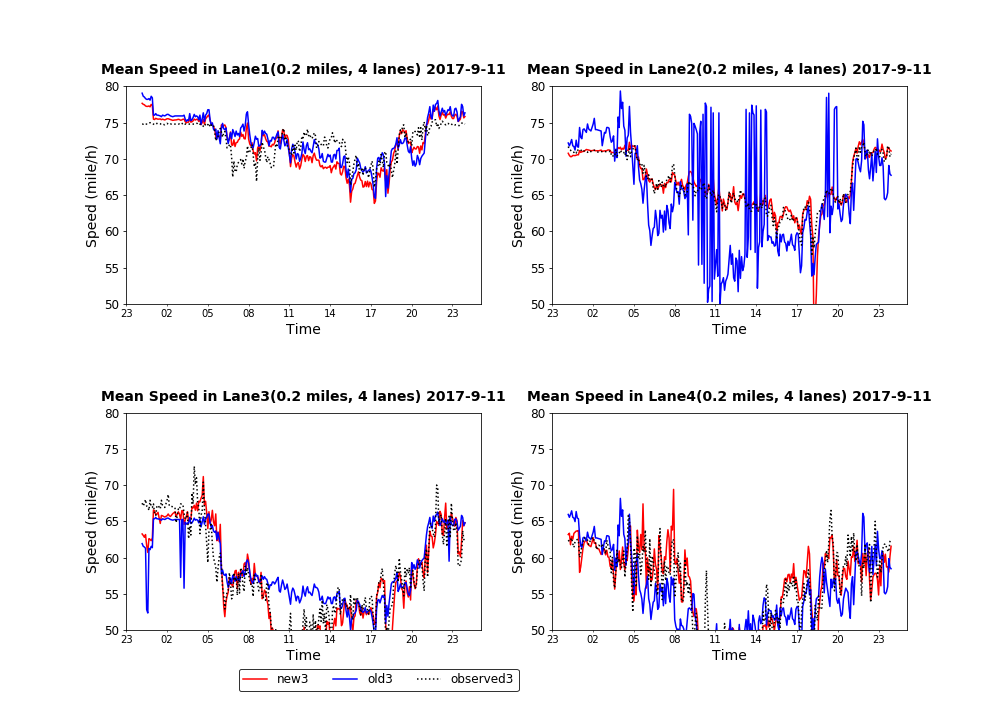 Mean Speed in Lane1(0.2 miles, 4 lanes) 2017-9-11
80
75
70
65
60
55
50
Speed (mile/h)
23 02 05 08 11 14 17 20 23
Time
Mean Speed in Lane2(0.2 miles, 4 lanes) 2017-9-11
80
75
70
65
60
55
50
Speed (mile/h)
23 02 05 08 11 14 17 20 23
Time
Mean Speed in Lane3(0.2 miles, 4 lanes) 2017-9-11
80
75
70
65
60
55
50
Speed (mile/h)
23 02 05 08 11 14 17 20 23
Time
Mean Speed in Lane4(0.2 miles, 4 lanes) 2017-9-11
80
75
70
65
60
55
50
Speed (mile/h)
23 02 05 08 11 14 17 20 23
Time
new3 old3 observed3